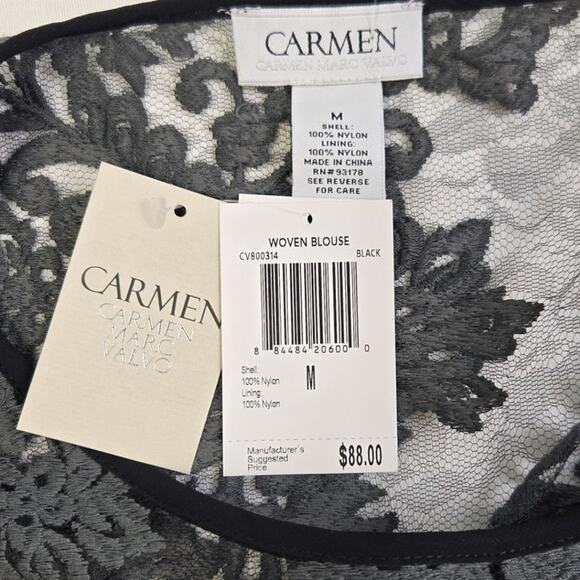 CARMEN
CARMEN MARC VALVO
M
SHELL:
100% NYLON
LINING:
100% NYLON
MADE IN CHINA
RN# 93178
SEE REVERSE
FOR CARE
CARMEN
CARMEN
MARC
VALVO
WOVEN BLOUSE
CV800314 BLACK
8 84484 20600 0
Shell:
100% Nylon
Lining:
100% Nylon
M
Manufacturer's
Suggested
Price
$88.00